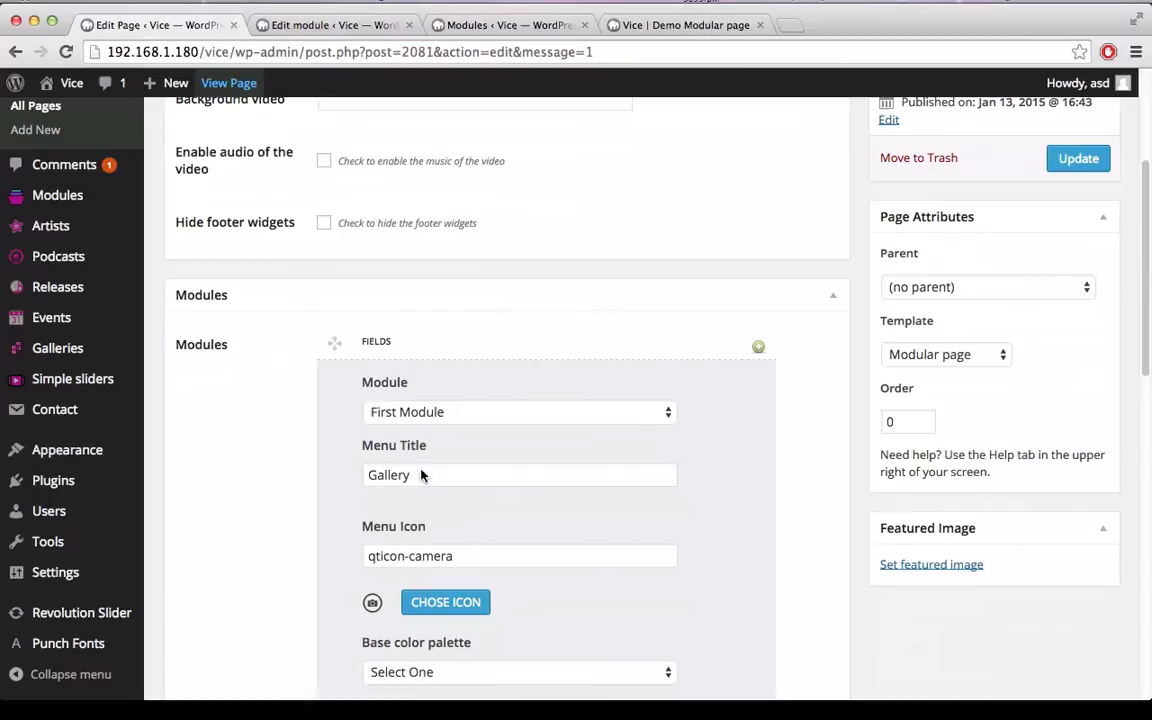 Edit Page ‹ Vice — WordPre
Edit module ‹ Vice — Word
Modules ‹ Vice — WordPre
Vice | Demo Modular page
192.168.1.180/vice/wp-admin/post.php?post=2081&action=edit&message=1
Vice
1
New
View Page
Howdy, asd
All Pages
Add New
Comments 1
Modules
Artists
Podcasts
Releases
Events
Galleries
Simple sliders
Contact
Appearance
Plugins
Users
Tools
Settings
Revolution Slider
Punch Fonts
Collapse menu
Background video
Enable audio of the
video
Check to enable the music of the video
Hide footer widgets
Check to hide the footer widgets
Modules
Modules
FIELDS
Module
First Module
Menu Title
Gallery
Menu Icon
qticon-camera
CHOSE ICON
Base color palette
Select One
Published on: Jan 13, 2015 @ 16:43
Edit
Move to Trash
Update
Page Attributes
Parent
(no parent)
Template
Modular page
Order
0
Need help? Use the Help tab in the upper
right of your screen.
Featured Image
Set featured image